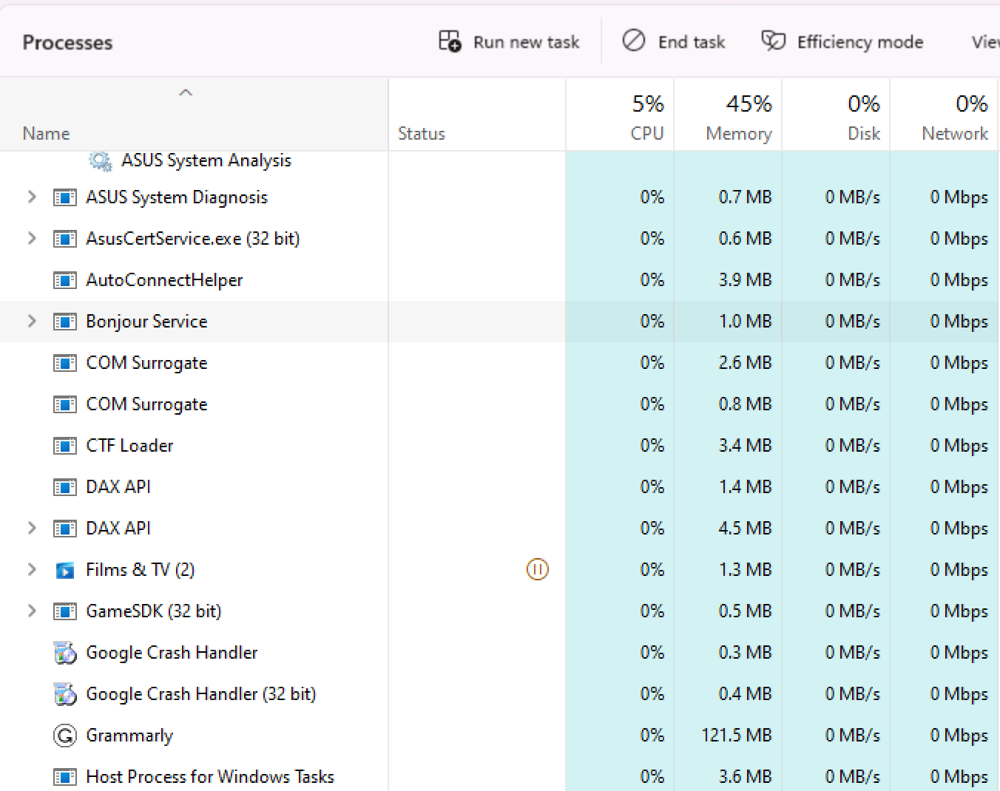 Processes Run new task End task Efficiency mode
5% 45% 0% 0%
Name Status CPU Memory Disk Network
ASUS System Analysis
ASUS System Diagnosis 0% 0.7 MB 0 MB/s 0 Mbps
AsusCertService.exe (32 bit) 0% 0.6 MB 0 MB/s 0 Mbps
AutoConnectHelper 0% 3.9 MB 0 MB/s 0 Mbps
Bonjour Service 0% 1.0 MB 0 MB/s 0 Mbps
COM Surrogate 0% 2.6 MB 0 MB/s 0 Mbps
COM Surrogate 0% 0.8 MB 0 MB/s 0 Mbps
CTF Loader 0% 3.4 MB 0 MB/s 0 Mbps
DAX API 0% 1.4 MB 0 MB/s 0 Mbps
DAX API 0% 4.5 MB 0 MB/s 0 Mbps
Films & TV (2) 0% 1.3 MB 0 MB/s 0 Mbps
GameSDK (32 bit) 0% 0.5 MB 0 MB/s 0 Mbps
Google Crash Handler 0% 0.3 MB 0 MB/s 0 Mbps
Google Crash Handler (32 bit) 0% 0.4 MB 0 MB/s 0 Mbps
Grammarly 0% 121.5 MB 0 MB/s 0 Mbps
Host Process for Windows Tasks 0% 3.6 MB 0 MB/s 0 Mbps